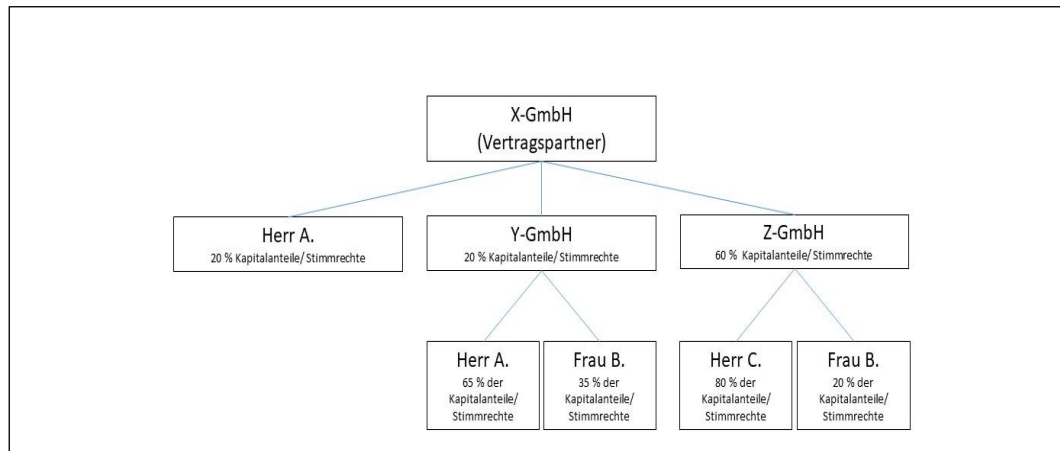 X-GmbH
(Vertragspartner)
Herr A.
20 % Kapitalanteile/ Stimmrechte
Y-GmbH
20 % Kapitalanteile/ Stimmrechte
Z-GmbH
60 % Kapitalanteile/ Stimmrechte
Herr A.
65 % der
Kapitalanteile/
Stimmrechte
Frau B.
35 % der
Kapitalanteile/
Stimmrechte
Herr C.
80 % der
Kapitalanteile/
Stimmrechte
Frau B.
20 % der
Kapitalanteile/
Stimmrechte